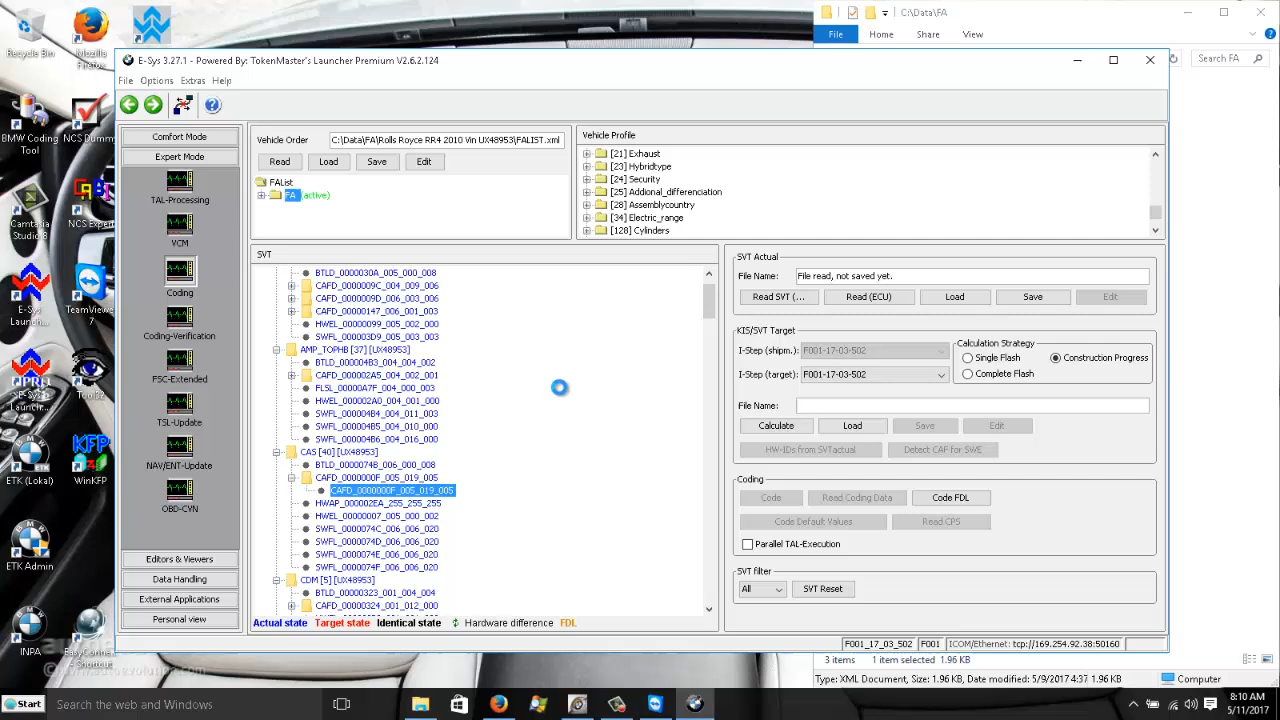 Recycle Bin
Mozilla Firefox
BMW Coding Tool
NCS Dummy
Camtasia Studio 8
NCS Expert
E-Sys Launch...
TeamViewer 7
E-Sys Launch...
WinKFP
ETK (Local)
ETK Admin
INPA
EasyConnect - Shortcut
C:\Data\FA
File Home Share View
Search FA
E-Sys 3.27.1 - Powered By: TokenMaster's Launcher Premium V2.6.2.124
File Options Extras Help
Comfort Mode
Expert Mode
TAL-Processing
VCM
Coding
Coding-Verification
FSC-Extended
TSL-Update
NAV/ENT-Update
OBD-CVN
Editors & Viewers
Data Handling
External Applications
Personal view
Vehicle Order
C:\Data\FA\Rolls Royce RR4 2010 Vin UX48953\FALIST.xml
Read Load Save Edit
FAList
FA (active)
Vehicle Profile
[21] Exhaust
[23] Hybridtype
[24] Security
[25] Addional_differenciation
[28] Assemblycountry
[34] Electric_range
[128] Cylinders
SVT
BTLD_0000030A_005_000_008
CAFD_0000009C_004_009_006
CAFD_0000009D_006_003_006
CAFD_00000147_006_001_003
HWEL_00000099_005_002_000
SWFL_000003D9_005_003_003
AMP_TOPHB [37] [UX48953]
BTLD_000004B3_004_004_002
CAFD_000002A5_004_002_001
FLSL_00000A7F_004_000_003
HWEL_000002A0_004_001_000
SWFL_000004B4_004_011_003
SWFL_000004B5_004_010_000
SWFL_000004B6_004_016_000
CAS [40] [UX48953]
BTLD_0000074B_006_000_008
CAFD_0000000F_005_019_005
CAFD_0000000F_005_019_005
HWAP_000002EA_255_255_255
HWEL_00000007_005_000_002
SWFL_0000074C_006_006_020
SWFL_0000074D_006_006_020
SWFL_0000074E_006_006_020
SWFL_0000074F_006_006_020
CDM [5] [UX48953]
BTLD_00000323_001_004_004
CAFD_00000324_001_012_000
Actual state Target state Identical state Hardware difference FDL
SVT Actual
File Name: File read, not saved yet.
Read SVT (... Read (ECU) Load Save Edit
KIS/SVT Target
I-Step (shipm.): F001-17-03-502
I-Step (target): F001-17-03-502
Calculation Strategy
Single Flash Construction Progress
Complete Flash
File Name:
Calculate Load Save Edit
HW-IDs from SVTactual Detect CAF for SWE
Coding
Code Read Coding Data Code FDL
Code Default Values Read CPS
Parallel TAL-Execution
SVT filter
All SVT Reset
F001_17_03_502 F001 ICOM/Ethernet: tcp://169.254.92.38:50160
3 items 1 item selected 1.96 KB
Type: XML Document, Size: 1.96 KB, Date modified: 5/9/2017 4:37 1.96 KB Computer
Start Search the web and Windows
8:10 AM
5/11/2017